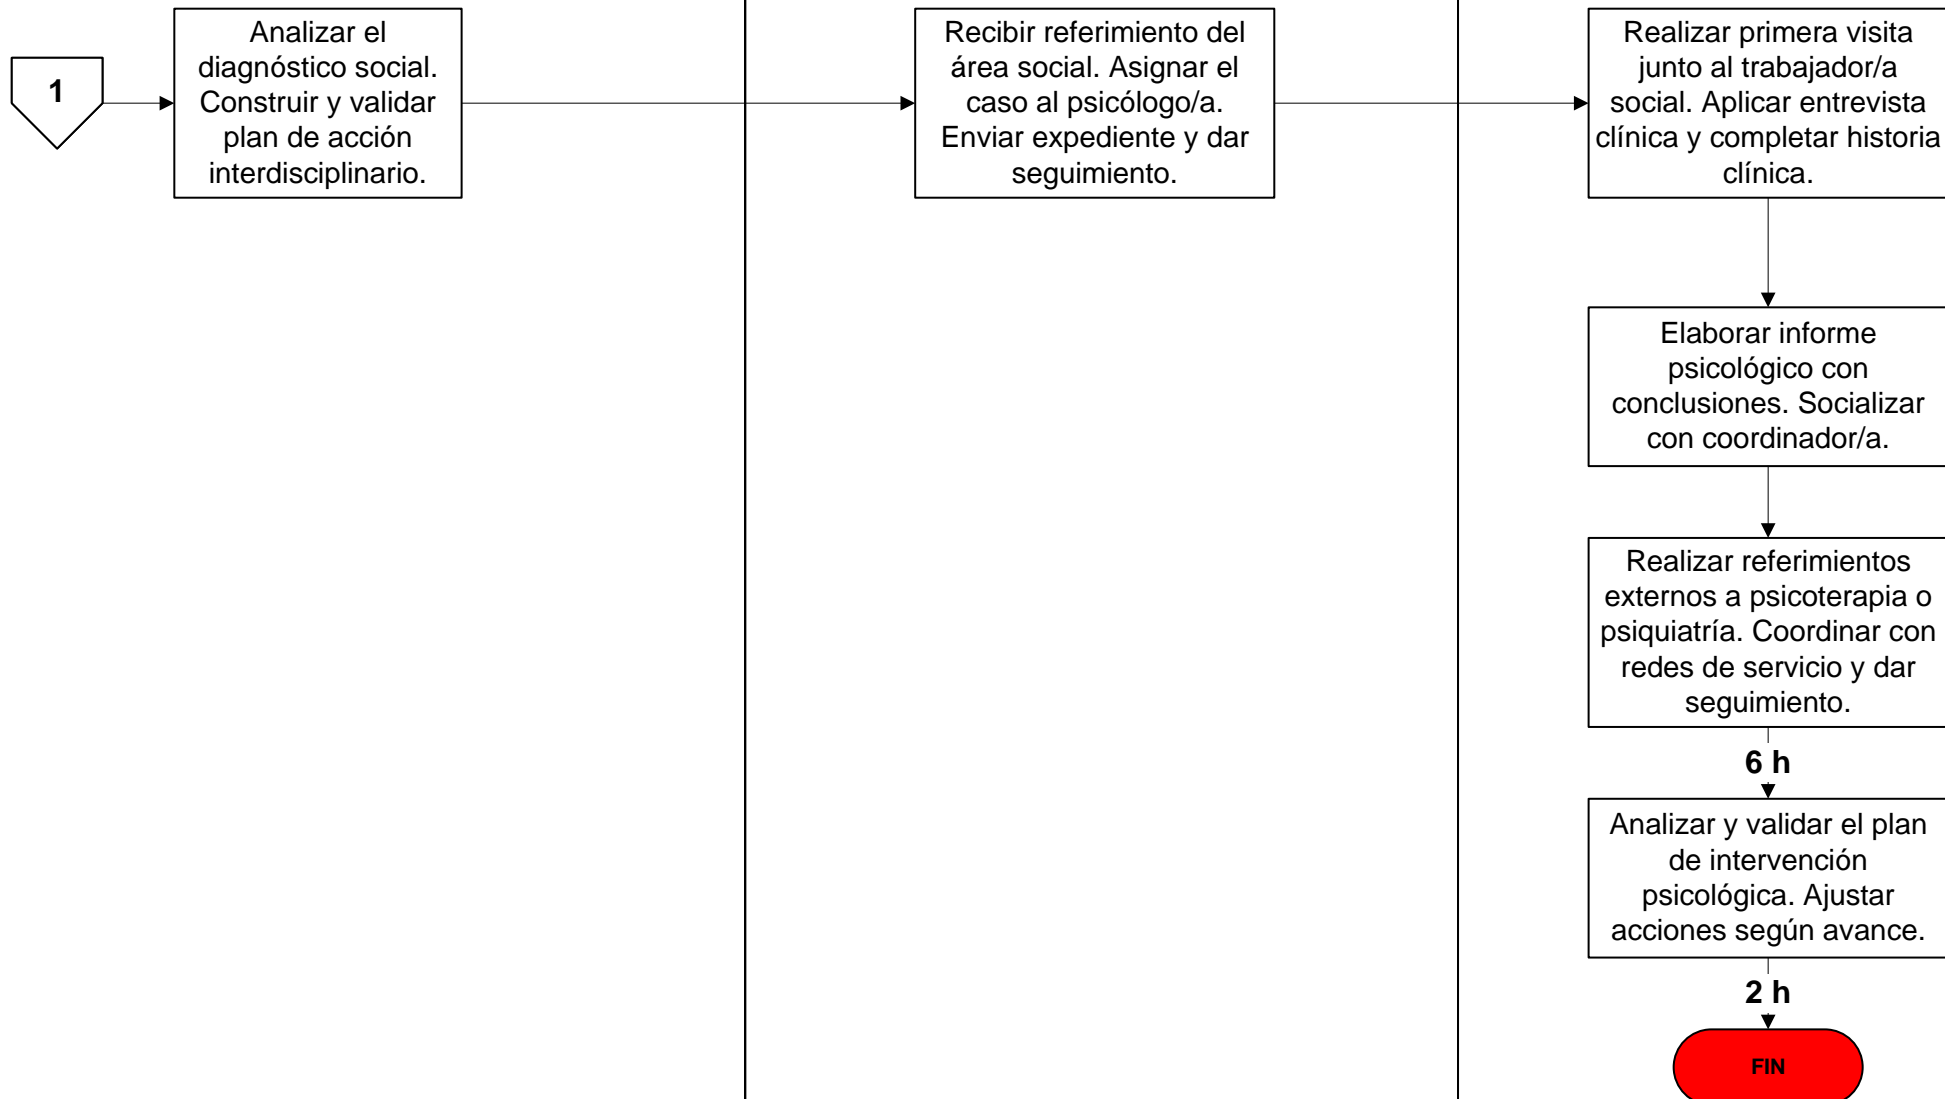 1
Analizar el
diagnóstico social.
Construir y validar
plan de acción
interdisciplinario.
Recibir referimiento del
área social. Asignar el
caso al psicólogo/a.
Enviar expediente y dar
seguimiento.
Realizar primera visita
junto al trabajador/a
social. Aplicar entrevista
clínica y completar historia
clínica.
Elaborar informe
psicológico con
conclusiones. Socializar
con coordinador/a.
Realizar referimientos
externos a psicoterapia o
psiquiatría. Coordinar con
redes de servicio y dar
seguimiento.
6 h
Analizar y validar el plan
de intervención
psicológica. Ajustar
acciones según avance.
2 h
FIN